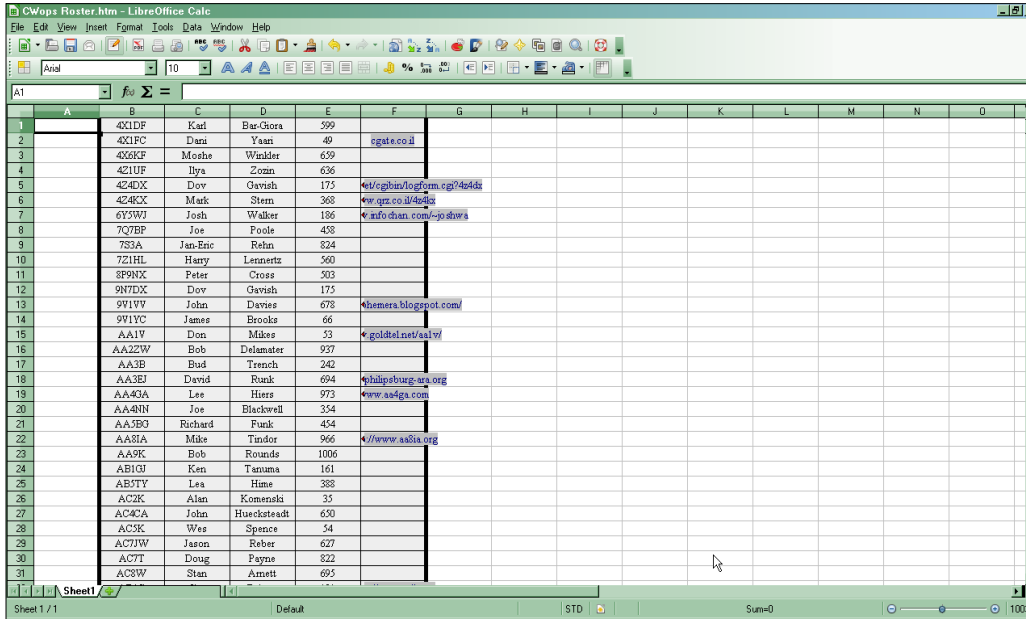 CWops Roster.htm - LibreOffice Calc
File Edit View Insert Format Tools Data Window Help
Arial 10
A1 f(x) Σ =
A B C D E F G H I J K L M N O
1 4X1DF Karl Bar-Giora 599
2 4X1FC Dani Yaari 49 cgate.co.il
3 4X6KF Moshe Winkler 659
4 4Z1UF Ilya Zozin 636
5 4Z4DX Dov Gavish 175 et/cgibin/logform.cgi?4z4dx
6 4Z4KX Mark Stern 368 w.qrz.co.il/4z4kx
7 6Y5WJ Josh Walker 186 .infochan.com/~joshwa
8 7Q7BP Joe Poole 458
9 7S3A Jan-Eric Rehn 824
10 7Z1HL Harry Lennertz 560
11 8P9NX Peter Cross 503
12 9N7DX Dov Gavish 175
13 9V1VV John Davies 678 hemera.blogspot.com/
14 9V1YC James Brooks 66
15 AA1V Don Mikes 53 .goldtel.net/aa1v/
16 AA2ZW Bob Delamater 937
17 AA3B Bud Trench 242
18 AA3EJ David Runk 694 philipsburg-ara.org
19 AA4GA Lee Hiers 973 ww.aa4ga.com
20 AA4NN Joe Blackwell 354
21 AA5BG Richard Funk 454
22 AA8IA Mike Tindor 966 ://www.aa8ia.org
23 AA9K Bob Rounds 1006
24 AB1GJ Ken Tanuma 161
25 AB5TY Lea Hime 388
26 AC2K Alan Komenski 35
27 AC4CA John Huecksteadt 650
28 AC5K Wes Spence 54
29 AC7JW Jason Reber 627
30 AC7T Doug Payne 822
31 AC8W Stan Arnett 695
Sheet1
Sheet 1 / 1 Default STD Sum=0 100